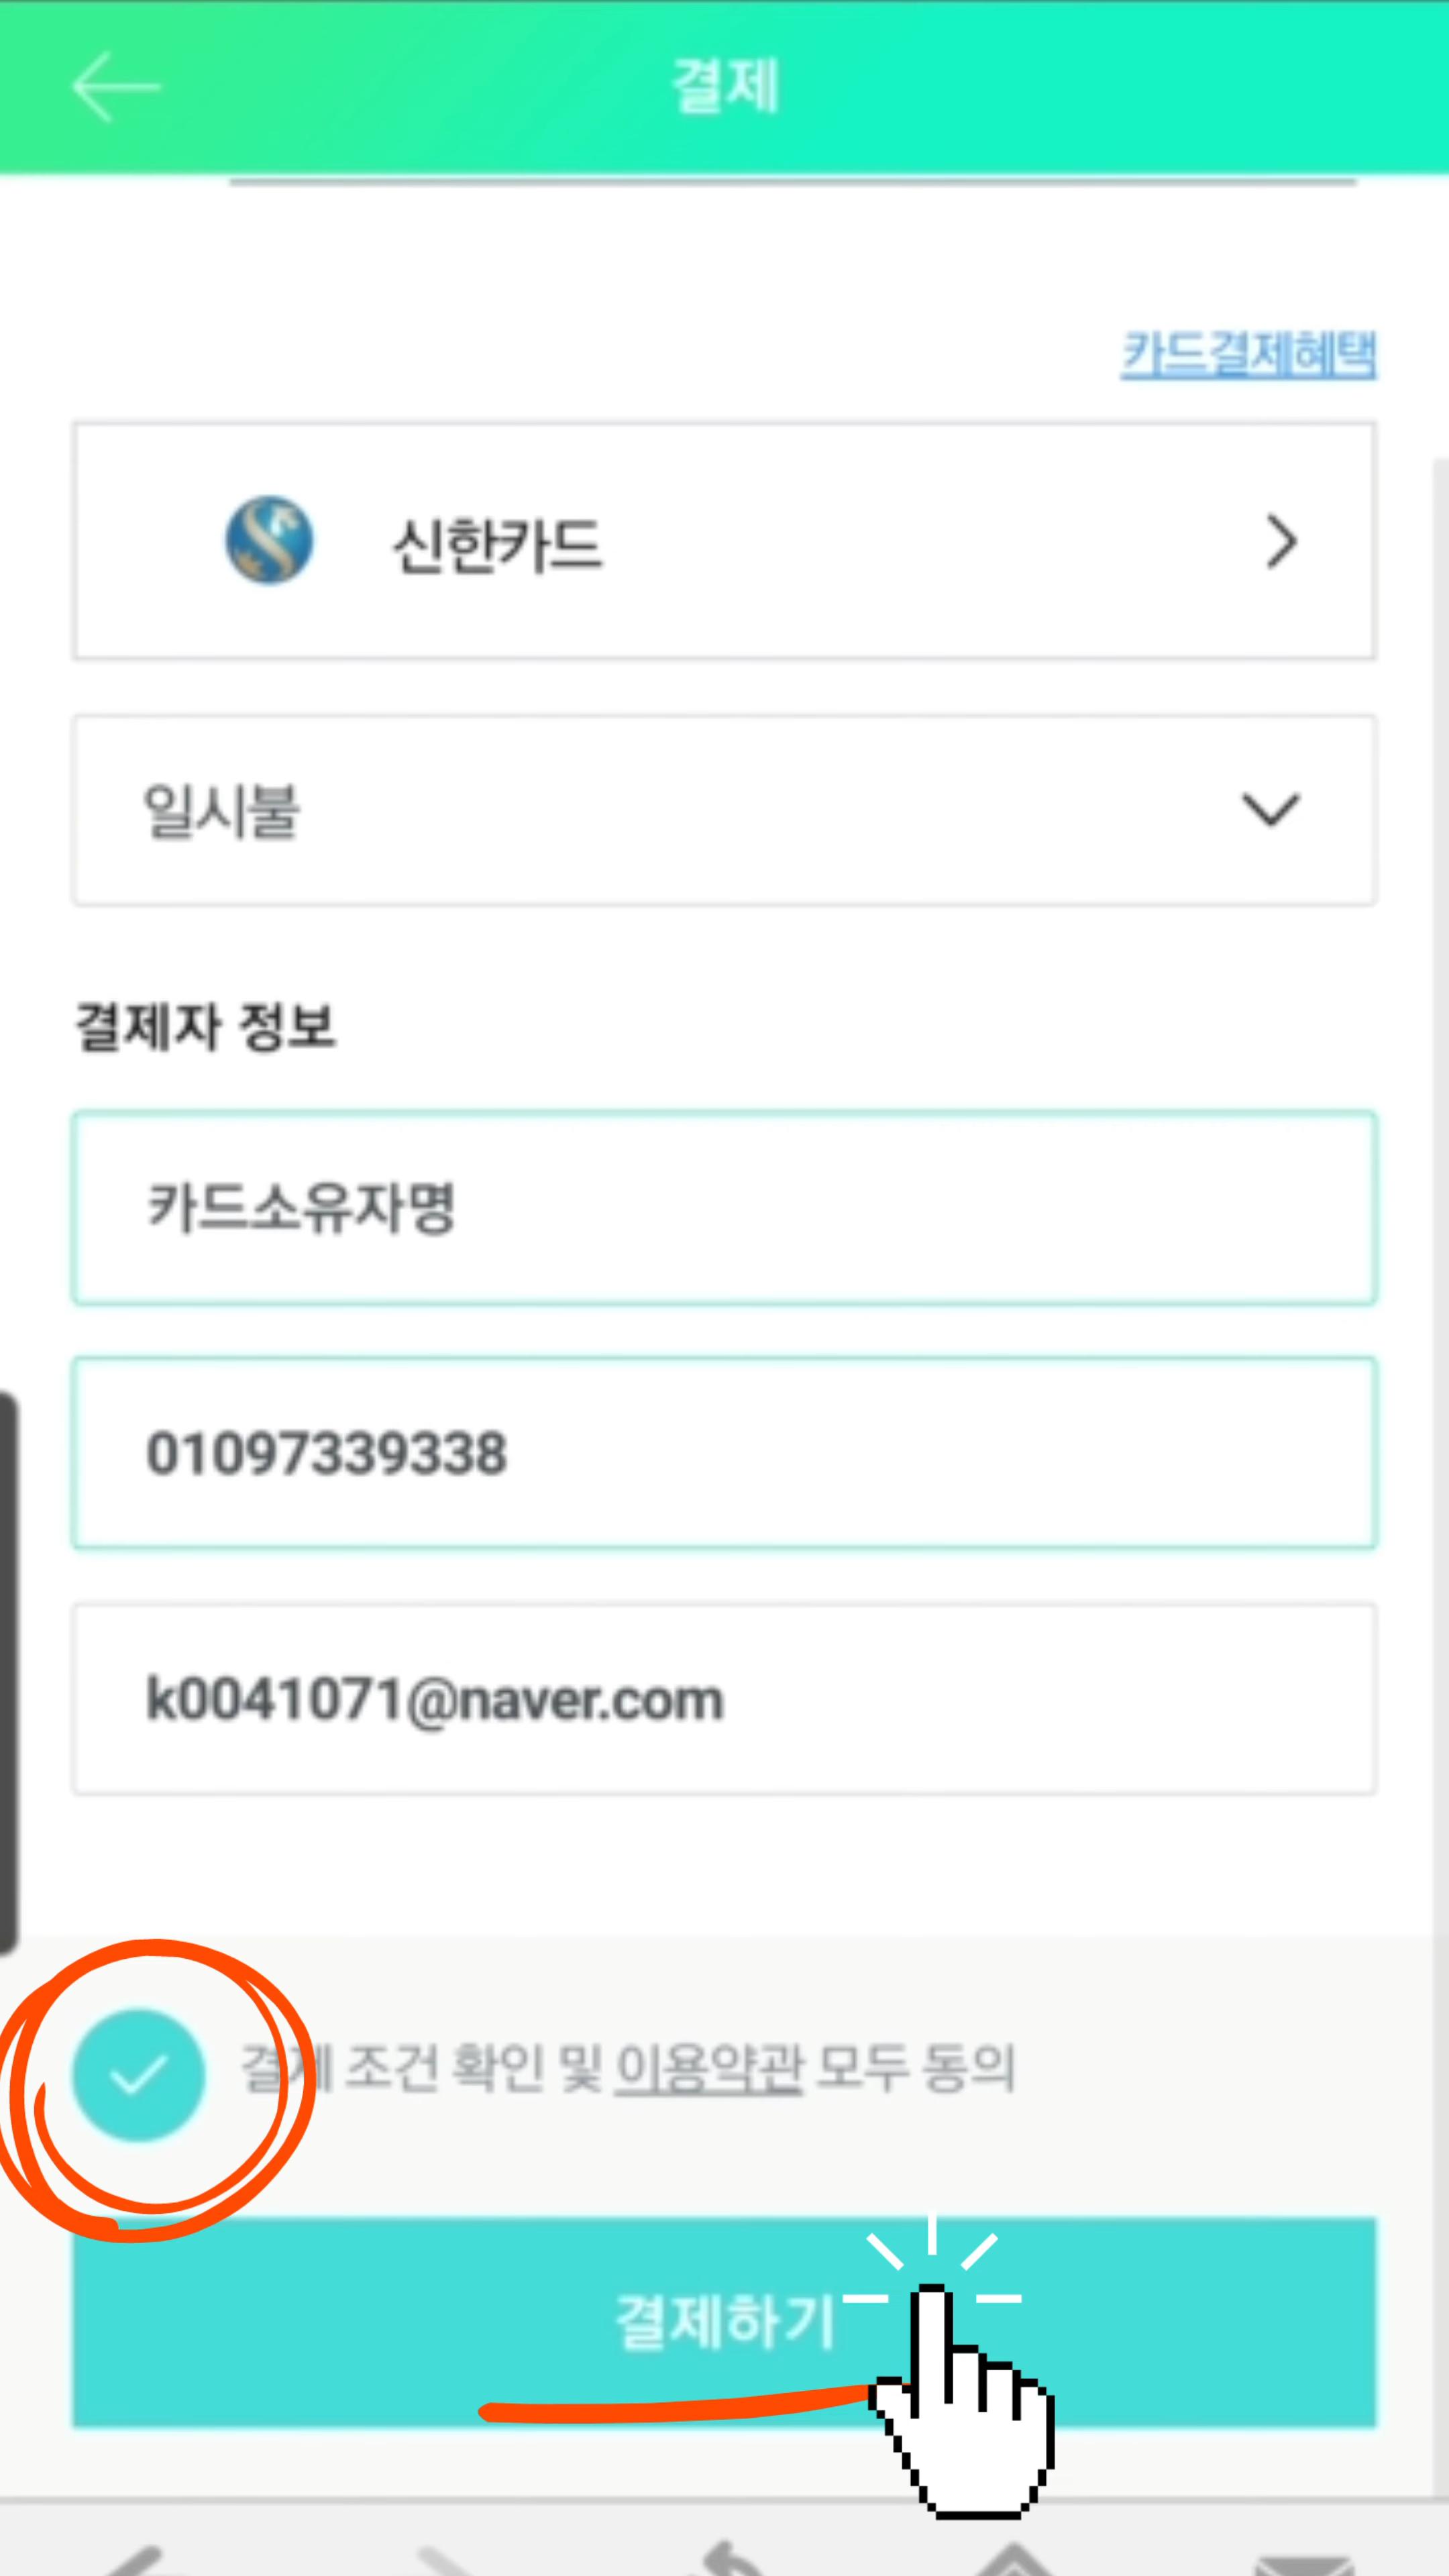 결제
카드결제혜택
신한카드
일시불
결제자 정보
카드소유자명
01097339338
k0041071@naver.com
결제 조건 확인 및 이용약관 모두 동의
결제하기